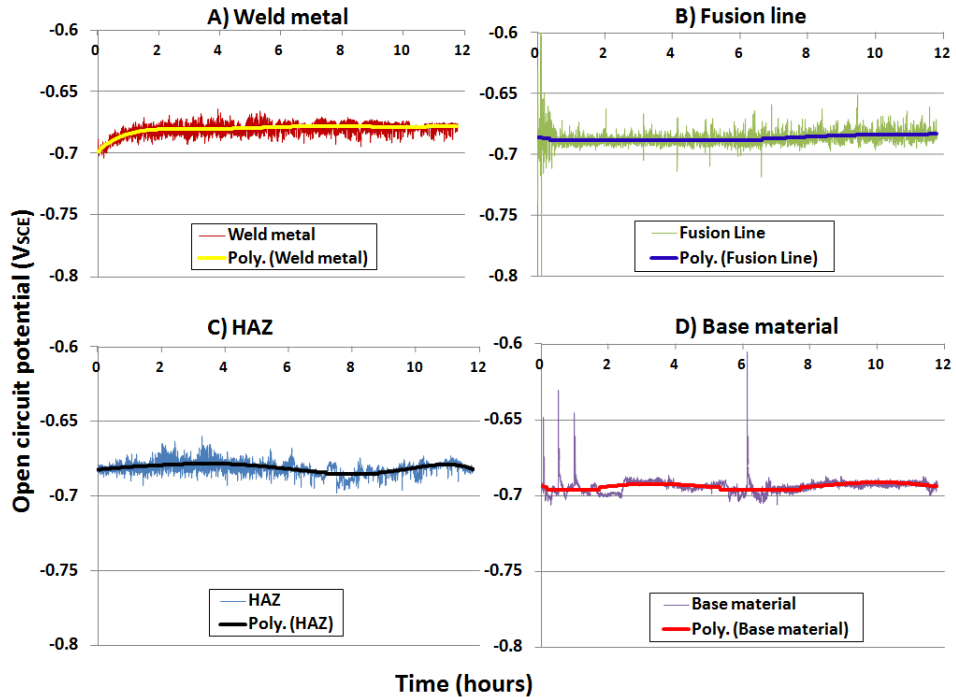 A) Weld metal
-0.6
0 2 4 6 8 10 12
-0.65
-0.7
-0.75
-0.8
Weld metal
Poly. (Weld metal)
B) Fusion line
-0.6
0 2 4 6 8 10 12
-0.65
-0.7
-0.75
-0.8
Fusion Line
Poly. (Fusion Line)
Open circuit potential (VSCE)
C) HAZ
-0.6
0 2 4 6 8 10 12
-0.65
-0.7
-0.75
-0.8
HAZ
Poly. (HAZ)
D) Base material
-0.6
0 2 4 6 8 10 12
-0.65
-0.7
-0.75
-0.8
Base material
Poly. (Base material)
Time (hours)